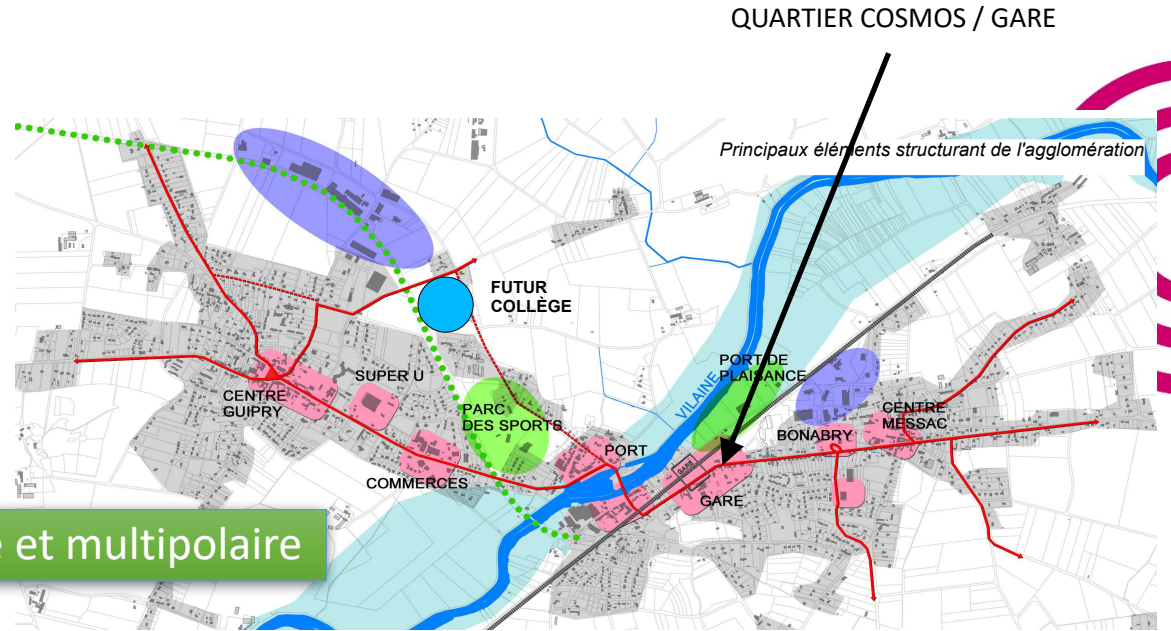 QUARTIER COSMOS / GARE
Principaux éléments structurant de l'agglomération
FUTUR
COLLÈGE
PORT DE
PLAISANCE
SUPER U
CENTRE
GUIPRY
VILAINE
PARC
DES SPORTS
CENTRE
MESSAC
BONABRY
PORT
GARE
COMMERCES
GARE
et multipolaire